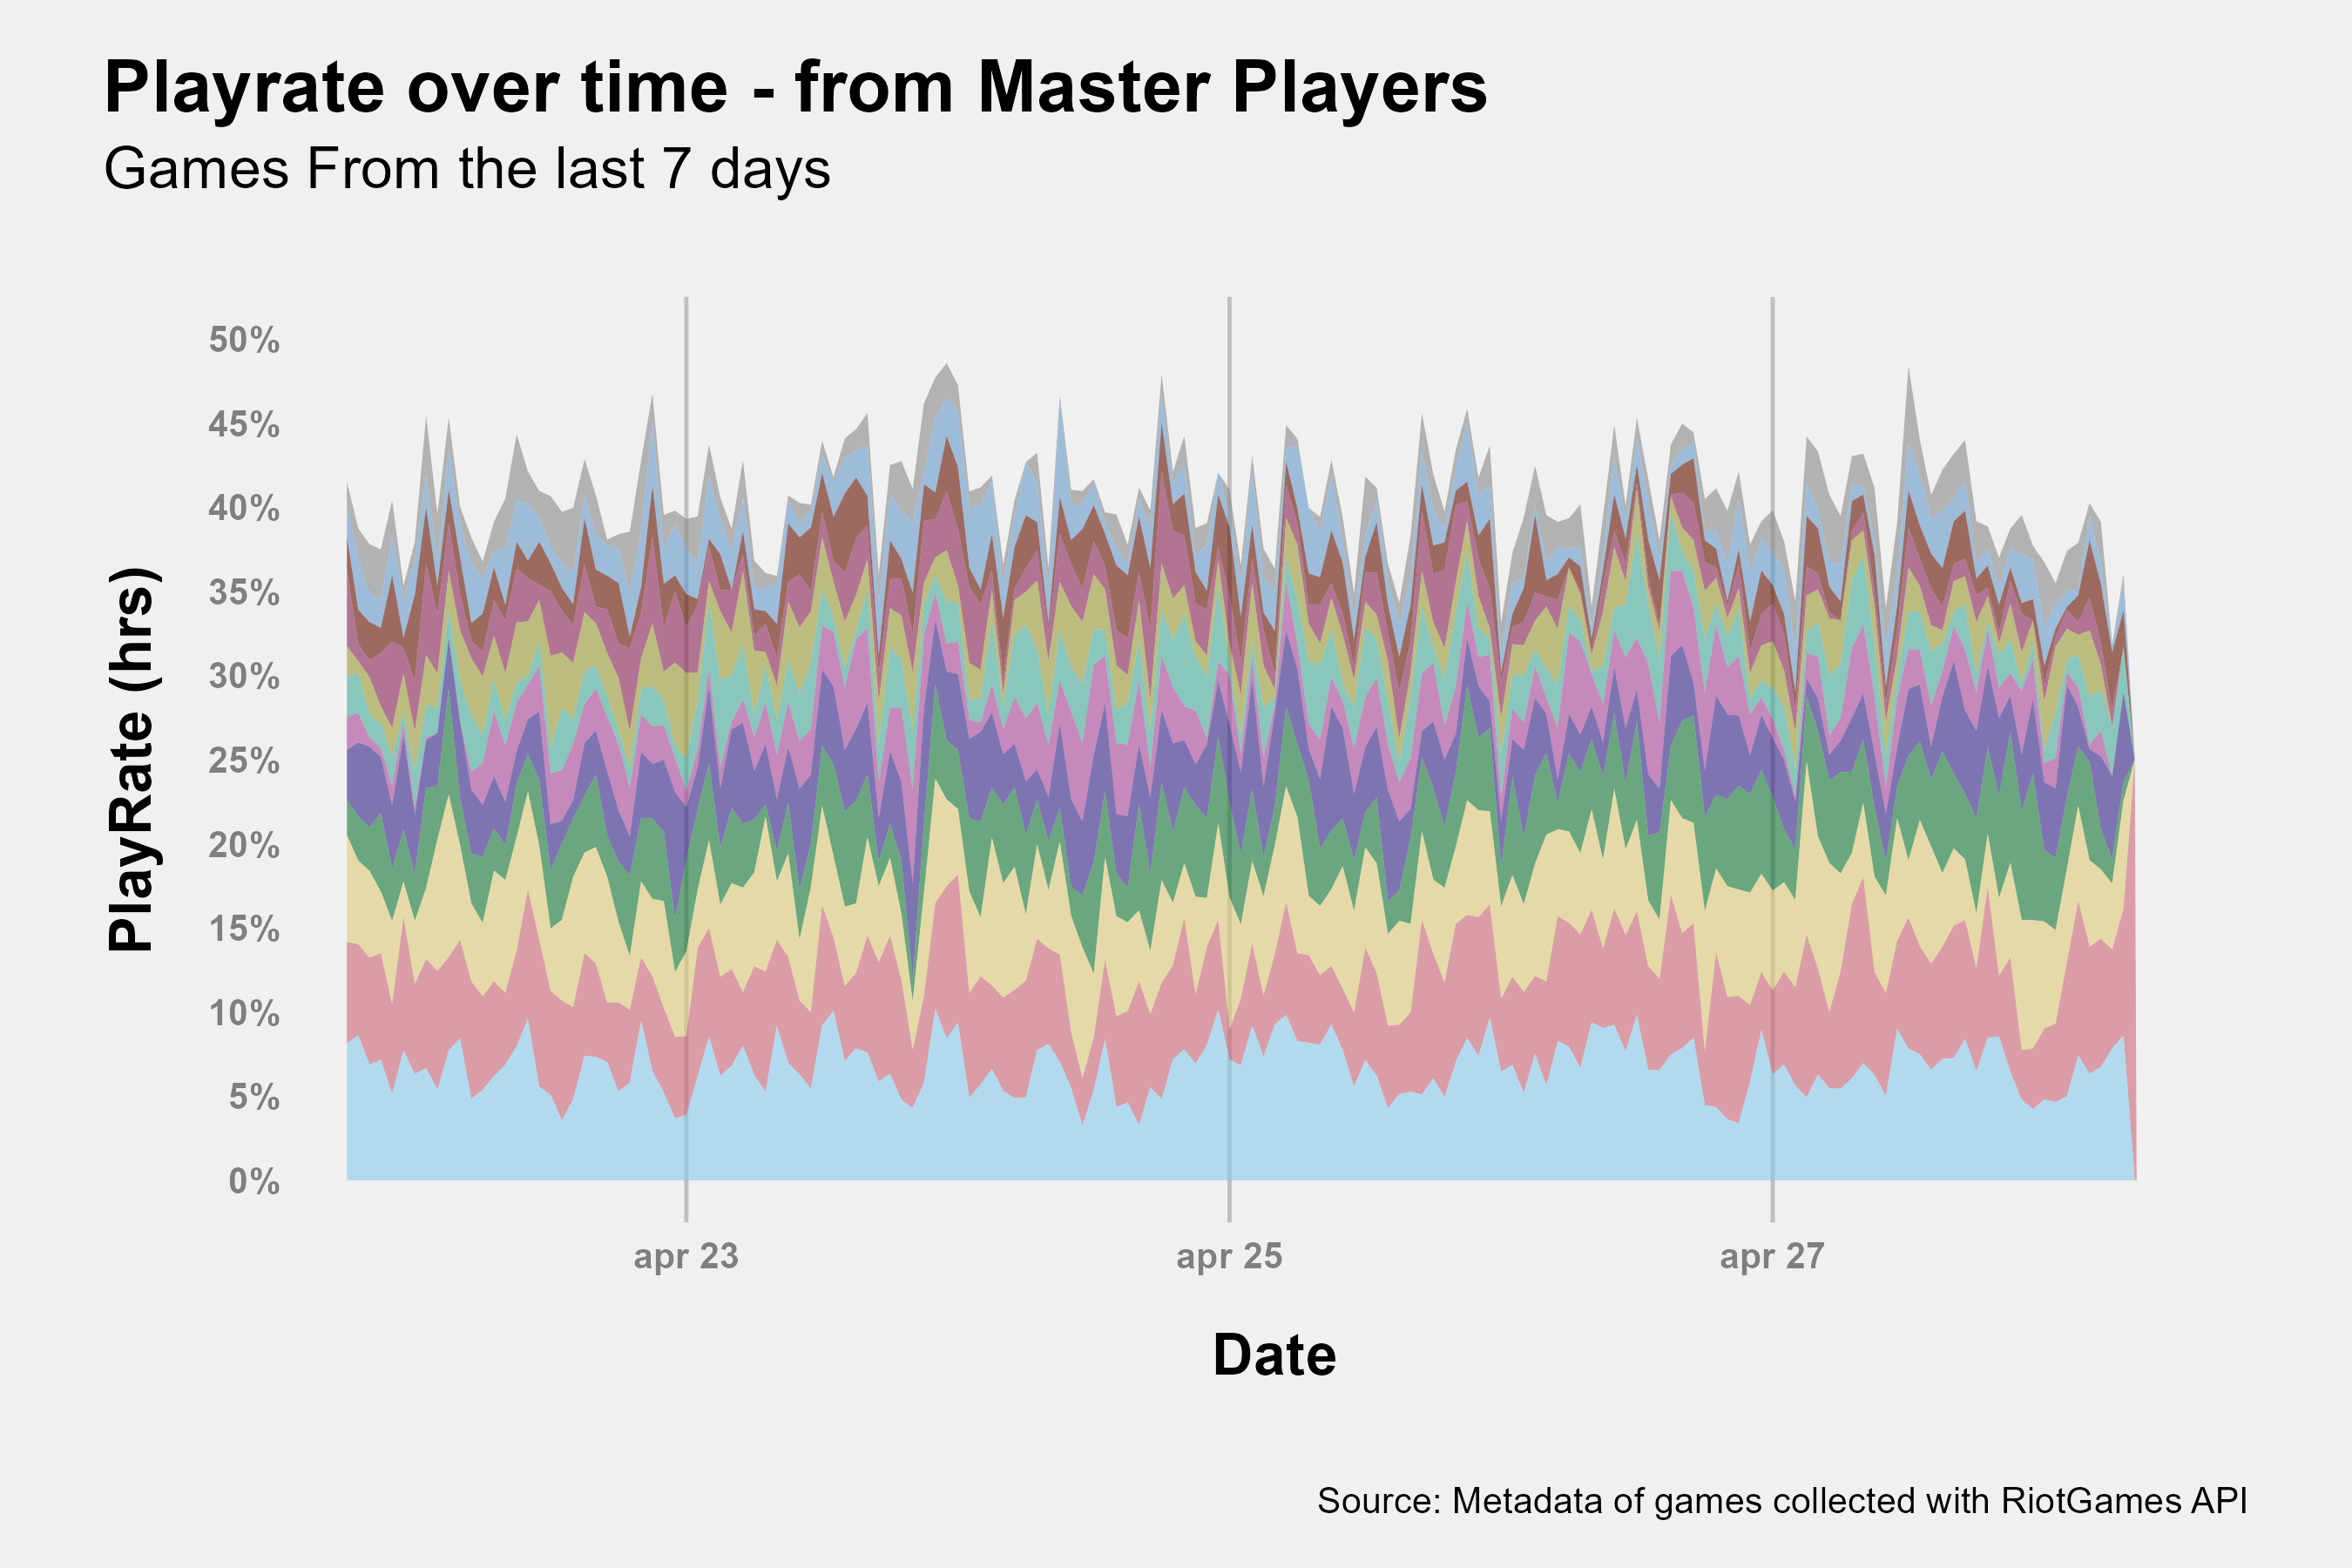 Playrate over time - from Master Players
Games From the last 7 days
PlayRate (hrs)
50%
45%
40%
35%
30%
25%
20%
15%
10%
5%
0%
apr 23
apr 25
apr 27
Date
Source: Metadata of games collected with RiotGames API